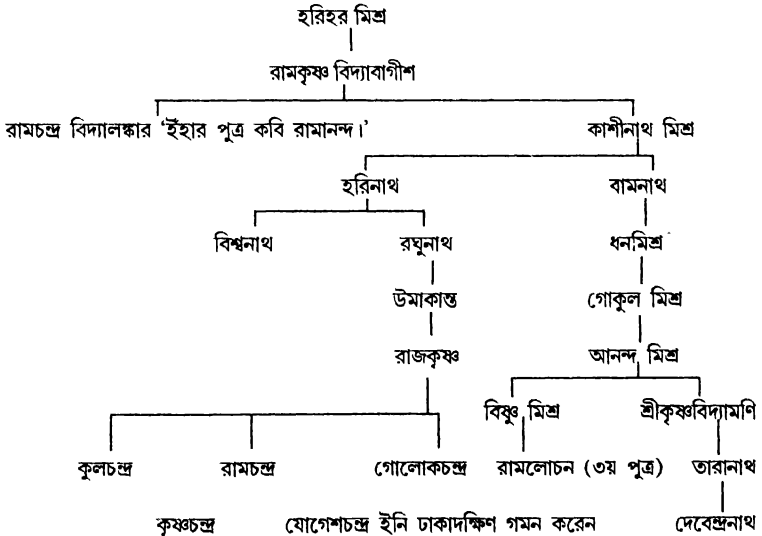 হরিহর মিশ্র
রামকৃষ্ণ বিদ্যাবাগীশ
রামচন্দ্র বিদ্যালঙ্কার ‘ইঁহার পুত্র কবি রামানন্দ।’ কাশীনাথ মিশ্র
হরিনাথ বামনাথ
বিশ্বনাথ রঘুনাথ ধনমিশ্র
উমাকান্ত গোকুল মিশ্র
রাজকৃষ্ণ আনন্দ মিশ্র
বিষ্ণু মিশ্র শ্রীকৃষ্ণবিদ্যামণি
কুলচন্দ্র রামচন্দ্র গোলোকচন্দ্র রামলোচন (৩য় পুত্র) তারানাথ
কৃষ্ণচন্দ্র যোগেশচন্দ্র ইনি ঢাকাদক্ষিণ গমন করেন দেবেন্দ্রনাথ